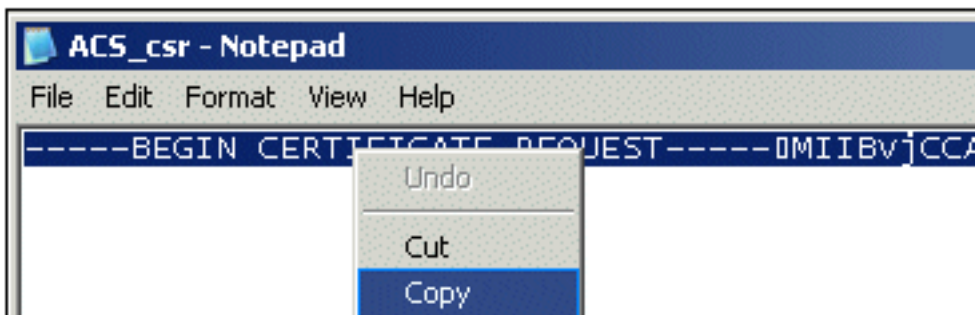 ACS_csr - Notepad
File Edit Format View Help
-----BEGIN CERTIFICATE REQUEST-----▯MIIBvjCCA
Undo
Cut
Copy